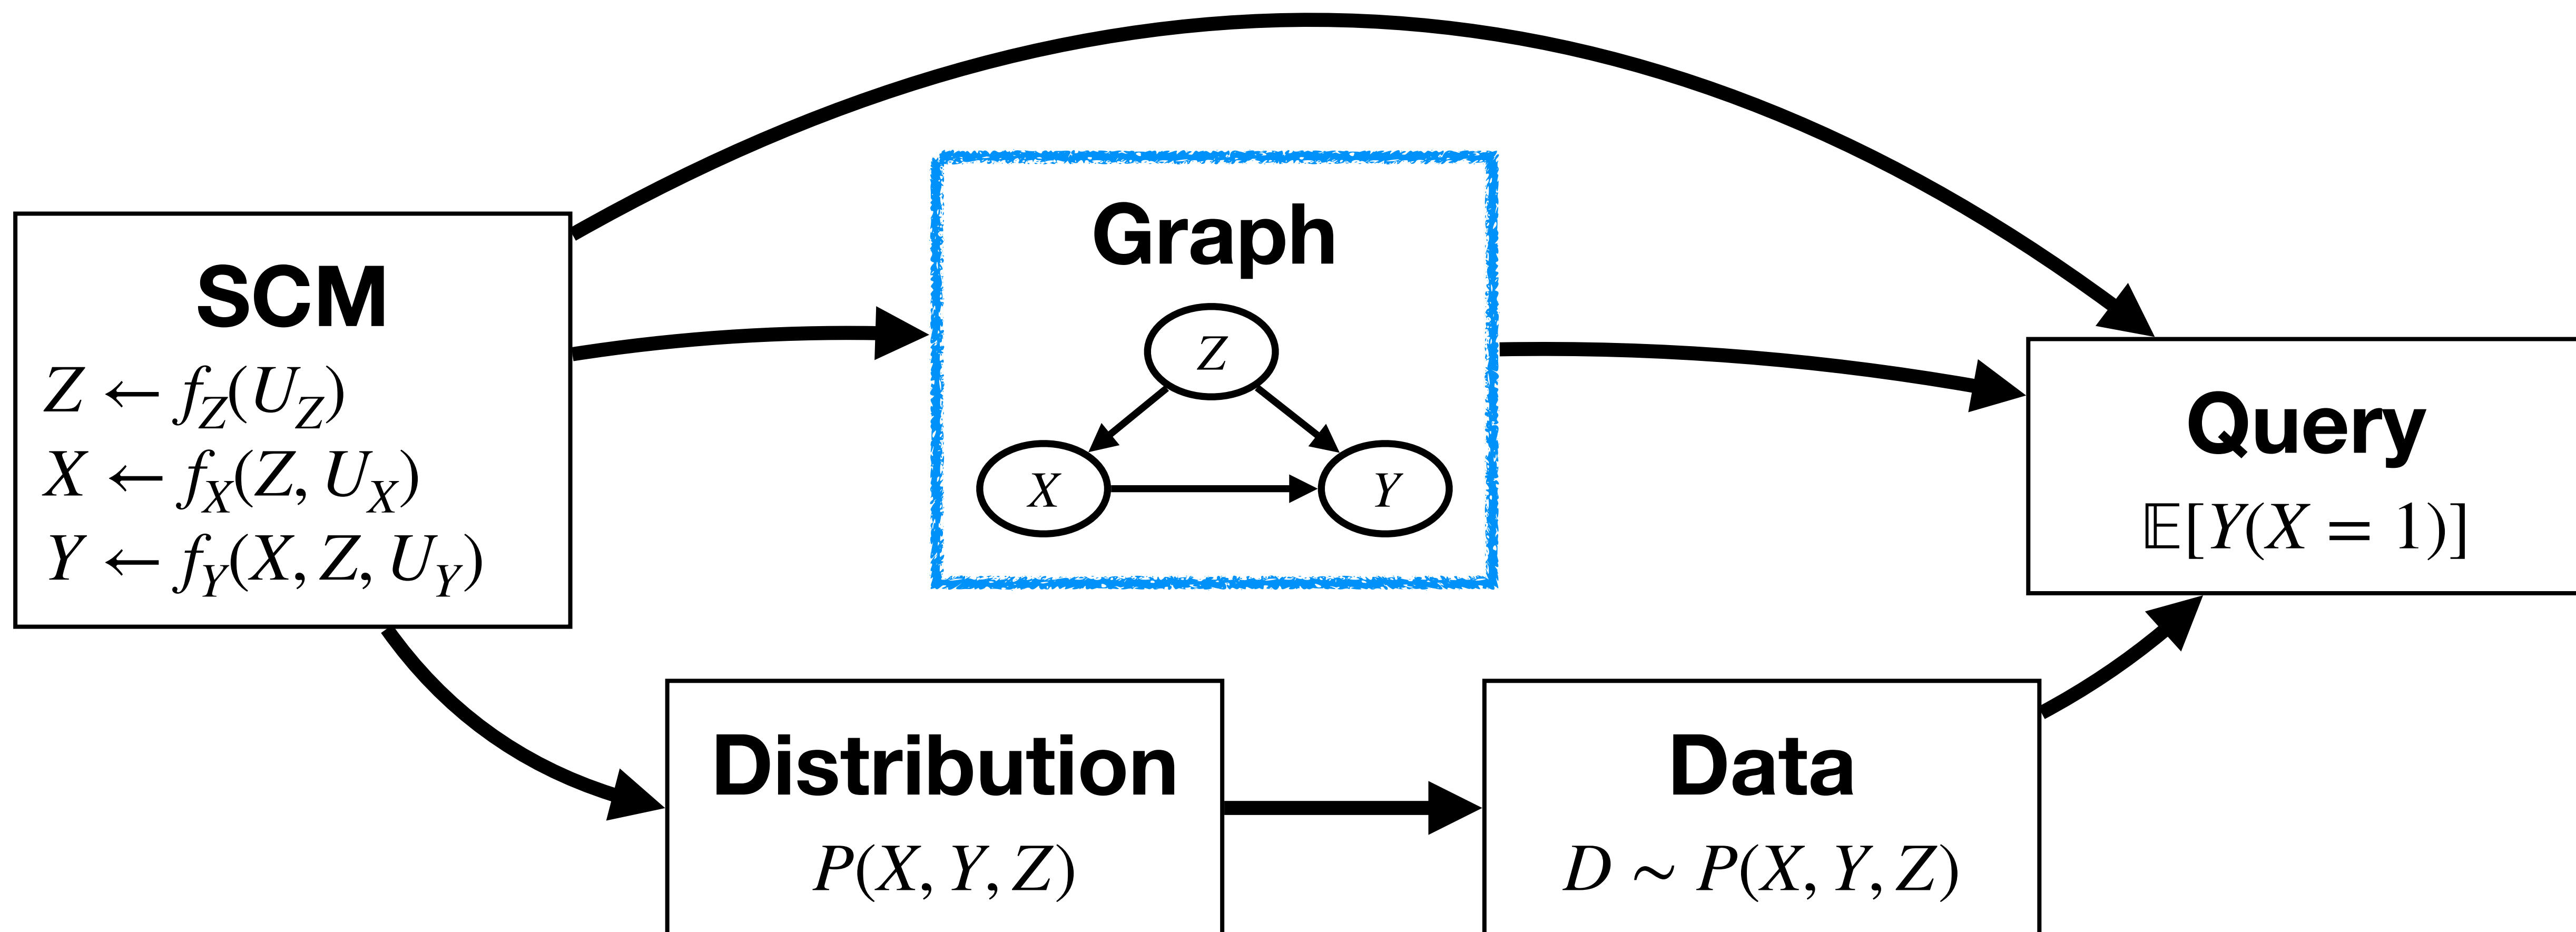 SCM
Z ← f_Z(U_Z)
X ← f_X(Z, U_X)
Y ← f_Y(X, Z, U_Y)
Graph
Z
X
Y
Query
𝔼[Y(X = 1)]
Distribution
P(X, Y, Z)
Data
D ∼ P(X, Y, Z)